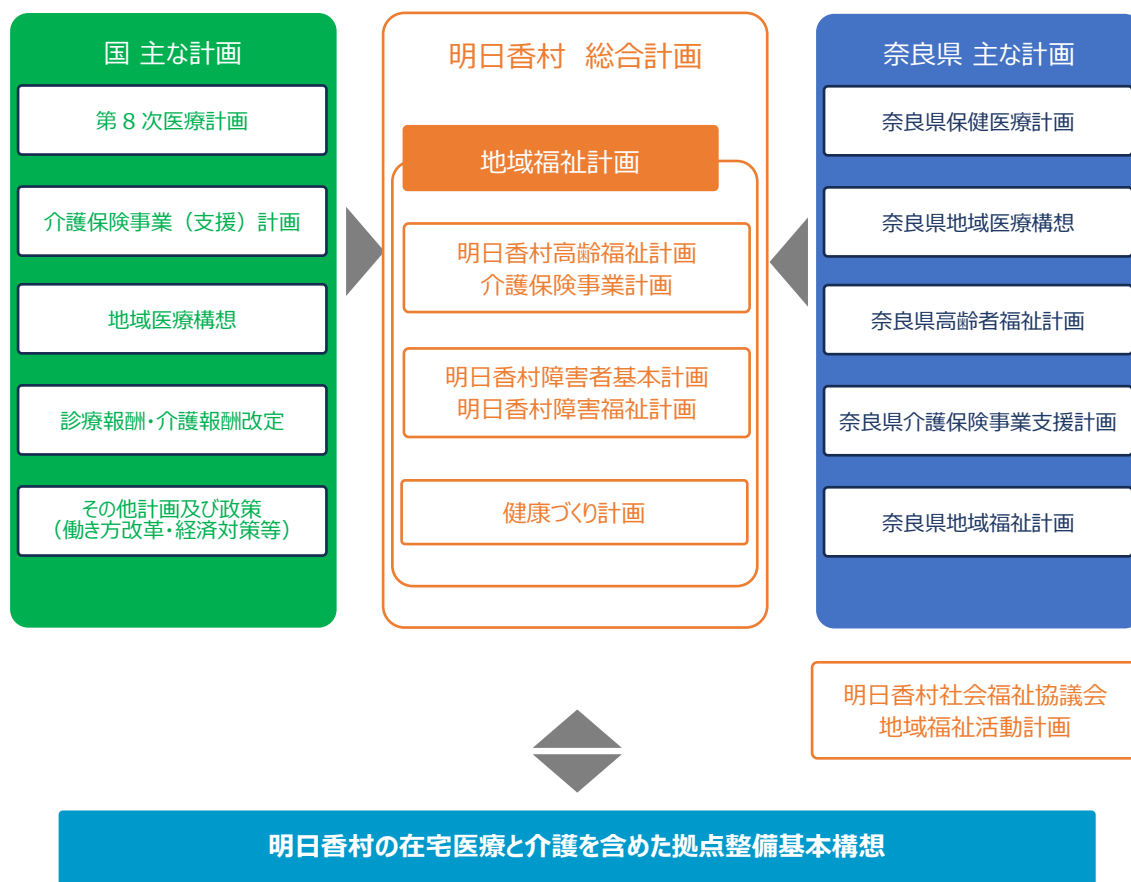 国 主な計画
第 8 次医療計画
介護保険事業（支援）計画
地域医療構想
診療報酬・介護報酬改定
その他計画及び政策
（働き方改革・経済対策等）
明日香村　総合計画
地域福祉計画
明日香村高齢福祉計画
介護保険事業計画
明日香村障害者基本計画
明日香村障害福祉計画
健康づくり計画
奈良県 主な計画
奈良県保健医療計画
奈良県地域医療構想
奈良県高齢者福祉計画
奈良県介護保険事業支援計画
奈良県地域福祉計画
明日香村社会福祉協議会
地域福祉活動計画
明日香村の在宅医療と介護を含めた拠点整備基本構想